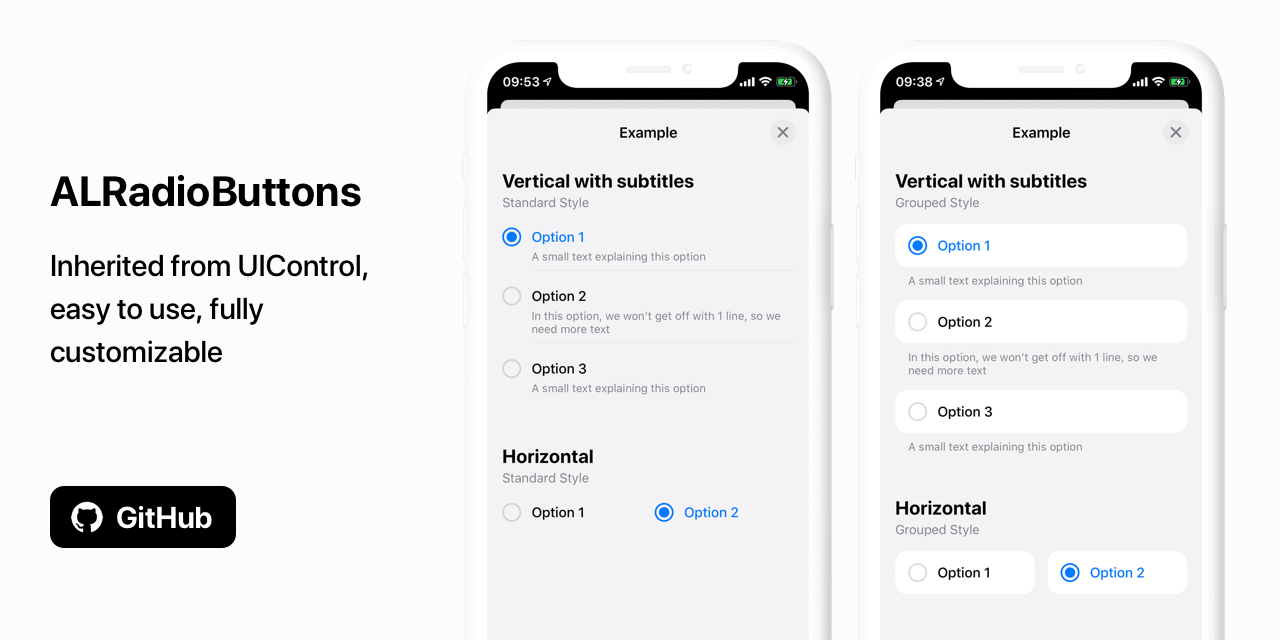 ALRadioButtons
Inherited from UIControl,
easy to use, fully
customizable
GitHub
09:53
Example
Vertical with subtitles
Standard Style
Option 1
A small text explaining this option
Option 2
In this option, we won’t get off with 1 line, so we
need more text
Option 3
A small text explaining this option
Horizontal
Standard Style
Option 1
Option 2
09:38
Example
Vertical with subtitles
Grouped Style
Option 1
A small text explaining this option
Option 2
In this option, we won’t get off with 1 line, so we
need more text
Option 3
A small text explaining this option
Horizontal
Grouped Style
Option 1
Option 2